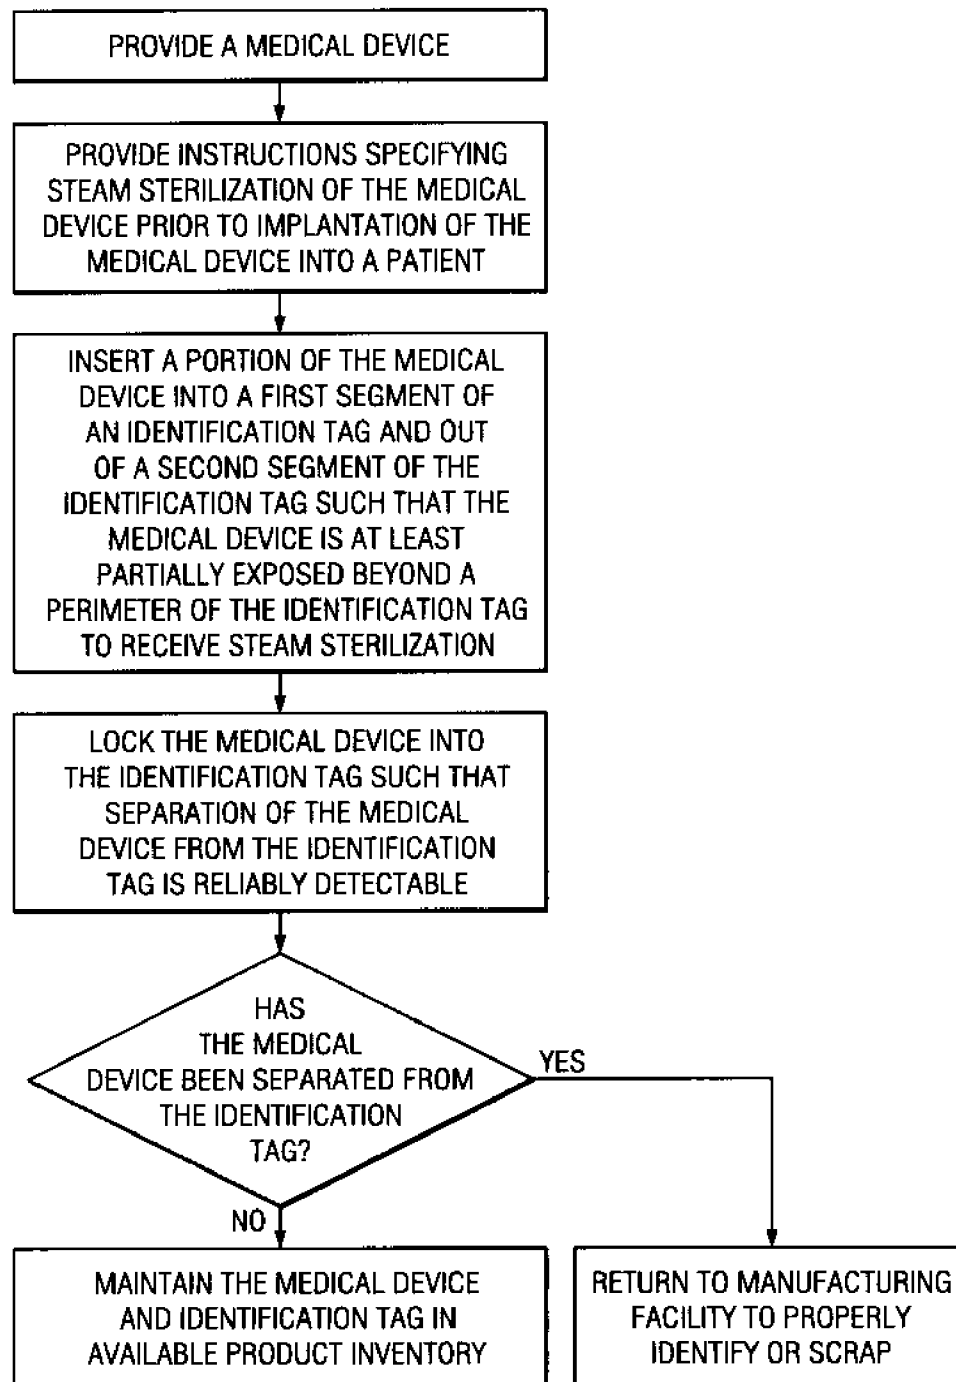 PROVIDE A MEDICAL DEVICE
PROVIDE INSTRUCTIONS SPECIFYING
STEAM STERILIZATION OF THE MEDICAL
DEVICE PRIOR TO IMPLANTATION OF THE
MEDICAL DEVICE INTO A PATIENT
INSERT A PORTION OF THE MEDICAL
DEVICE INTO A FIRST SEGMENT OF
AN IDENTIFICATION TAG AND OUT
OF A SECOND SEGMENT OF THE
IDENTIFICATION TAG SUCH THAT THE
MEDICAL DEVICE IS AT LEAST
PARTIALLY EXPOSED BEYOND A
PERIMETER OF THE IDENTIFICATION TAG
TO RECEIVE STEAM STERILIZATION
LOCK THE MEDICAL DEVICE INTO
THE IDENTIFICATION TAG SUCH THAT
SEPARATION OF THE MEDICAL
DEVICE FROM THE IDENTIFICATION
TAG IS RELIABLY DETECTABLE
HAS
THE MEDICAL
DEVICE BEEN SEPARATED FROM
THE IDENTIFICATION
TAG?
YES
NO
MAINTAIN THE MEDICAL DEVICE
AND IDENTIFICATION TAG IN
AVAILABLE PRODUCT INVENTORY
RETURN TO MANUFACTURING
FACILITY TO PROPERLY
IDENTIFY OR SCRAP